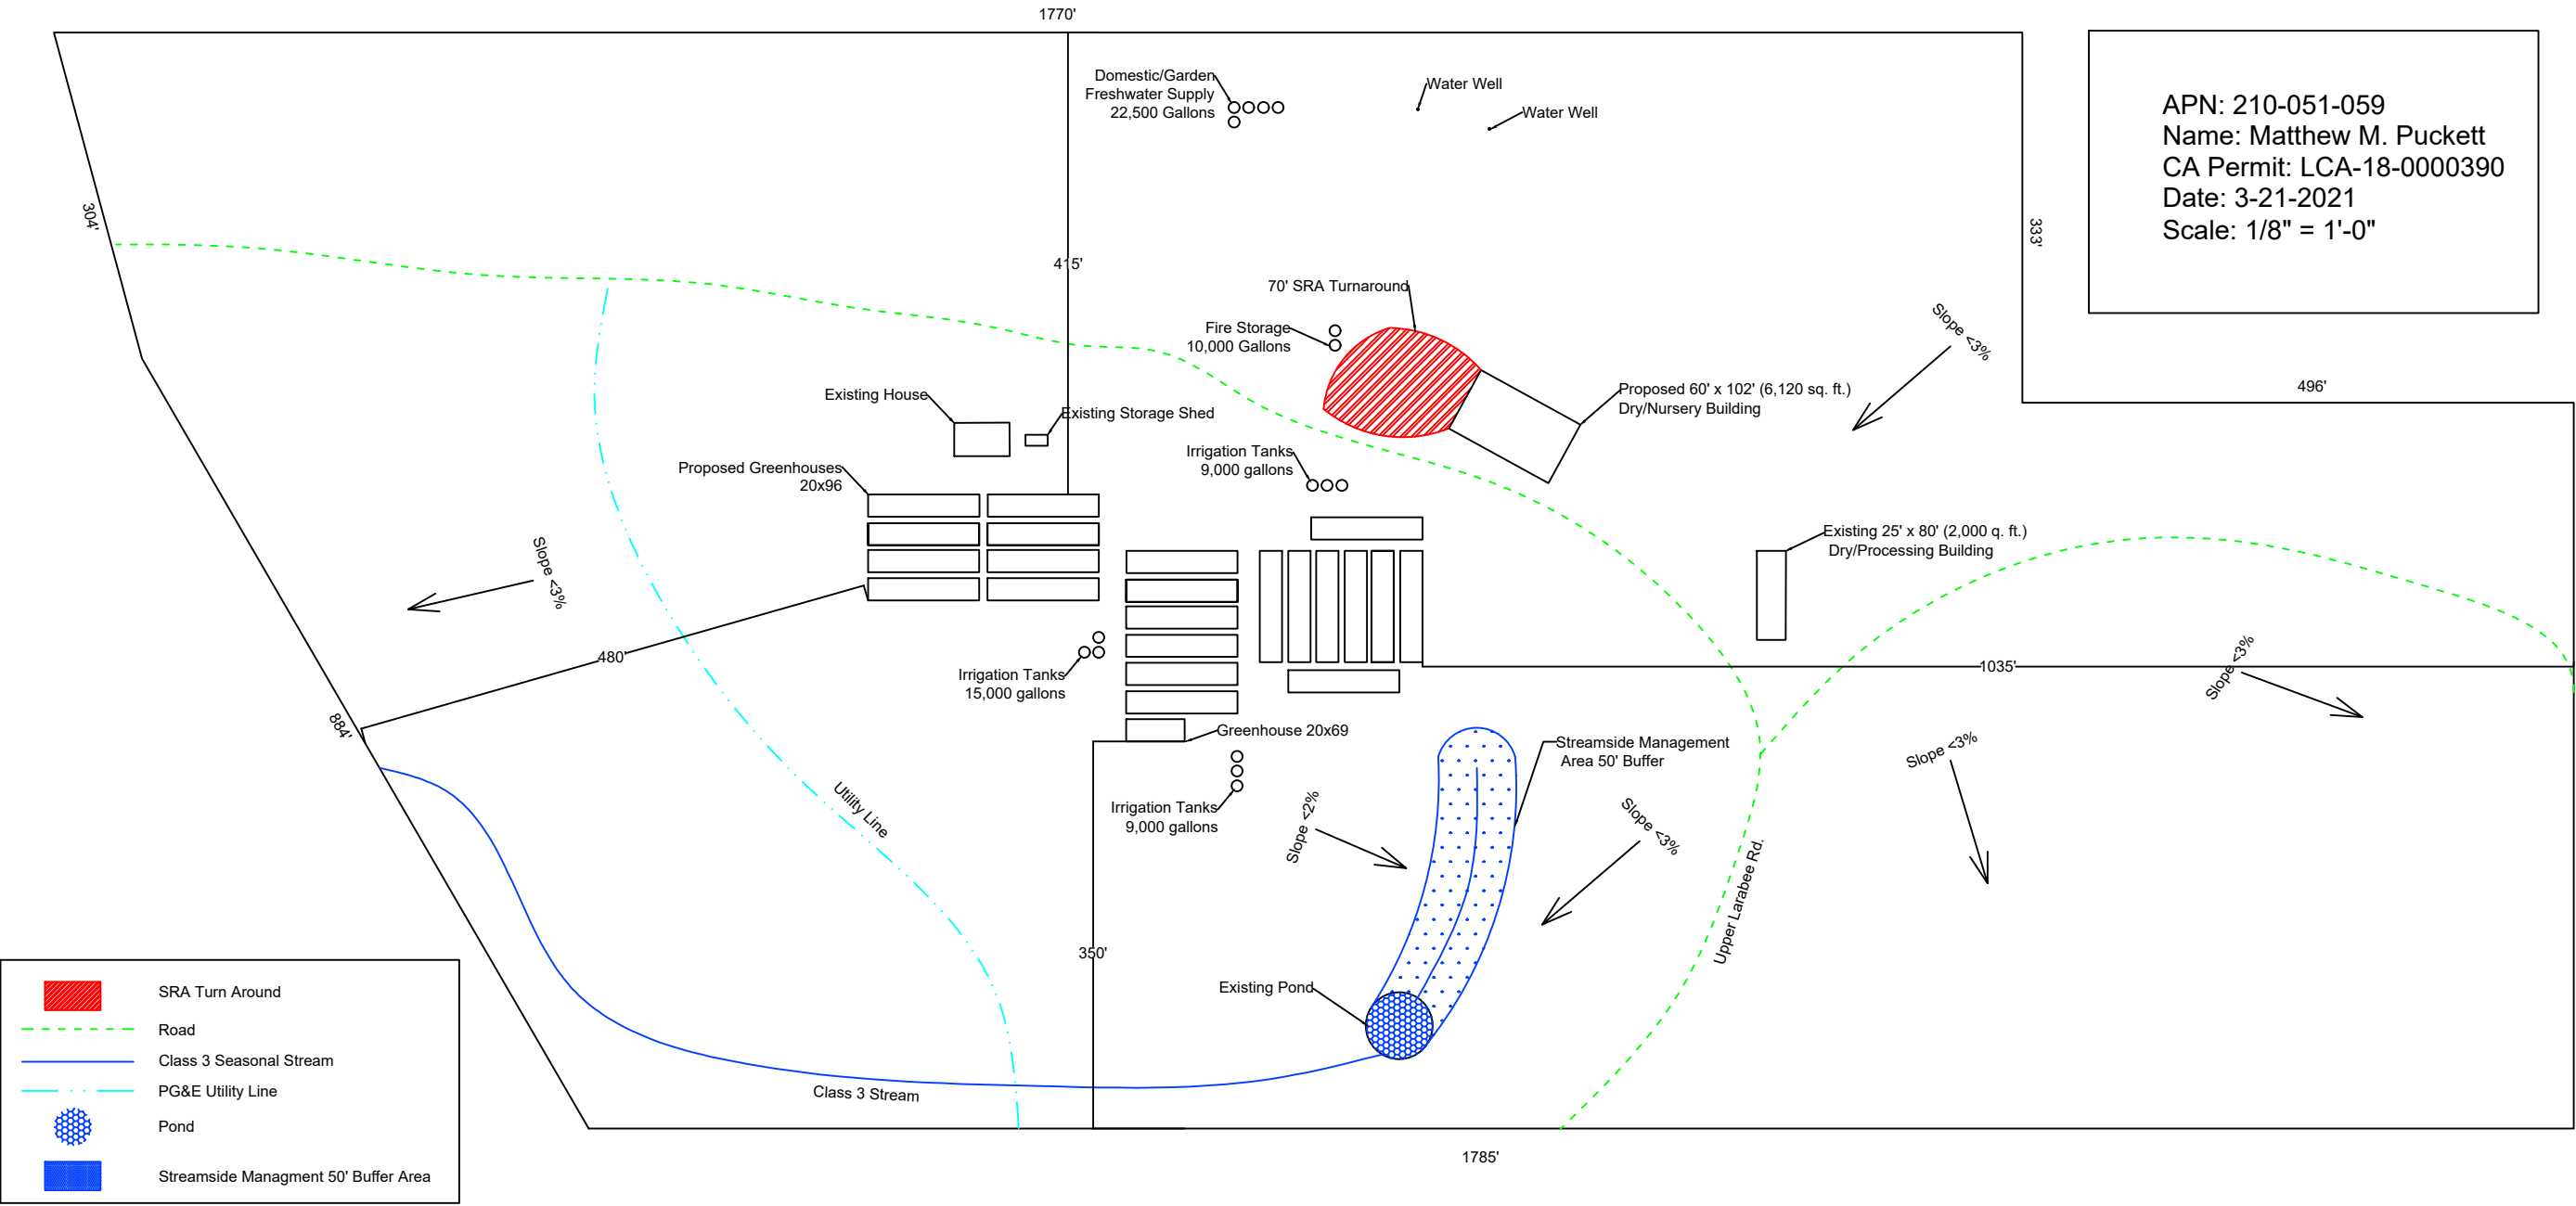 1770'
Domestic/Garden
Freshwater Supply
22,500 Gallons
Water Well
Water Well
APN: 210-051-059
Name: Matthew M. Puckett
CA Permit: LCA-18-0000390
Date: 3-21-2021
Scale: 1/8" = 1'-0"
304'
333'
415'
70' SRA Turnaround
Fire Storage
10,000 Gallons
Slope <3%
496'
Existing House
Existing Storage Shed
Proposed 60' x 102' (6,120 sq. ft.)
Dry/Nursery Building
Proposed Greenhouses
20x96
Irrigation Tanks
9,000 gallons
Slope <3%
Existing 25' x 80' (2,000 q. ft.)
Dry/Processing Building
480'
1035'
Slope <3%
Irrigation Tanks
15,000 gallons
884'
Greenhouse 20x69
Streamside Management
Area 50' Buffer
Slope <3%
Utility Line
Irrigation Tanks
9,000 gallons
Slope <2%
Slope <3%
Upper Larabee Rd.
350'
Existing Pond
Class 3 Stream
1785'
SRA Turn Around
Road
Class 3 Seasonal Stream
PG&E Utility Line
Pond
Streamside Managment 50' Buffer Area